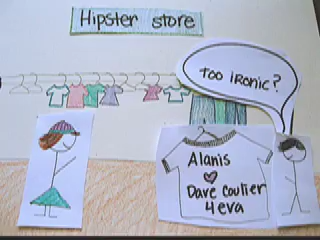 Hipster store
Too ironic?
Alanis
Dave Coulier
4eva